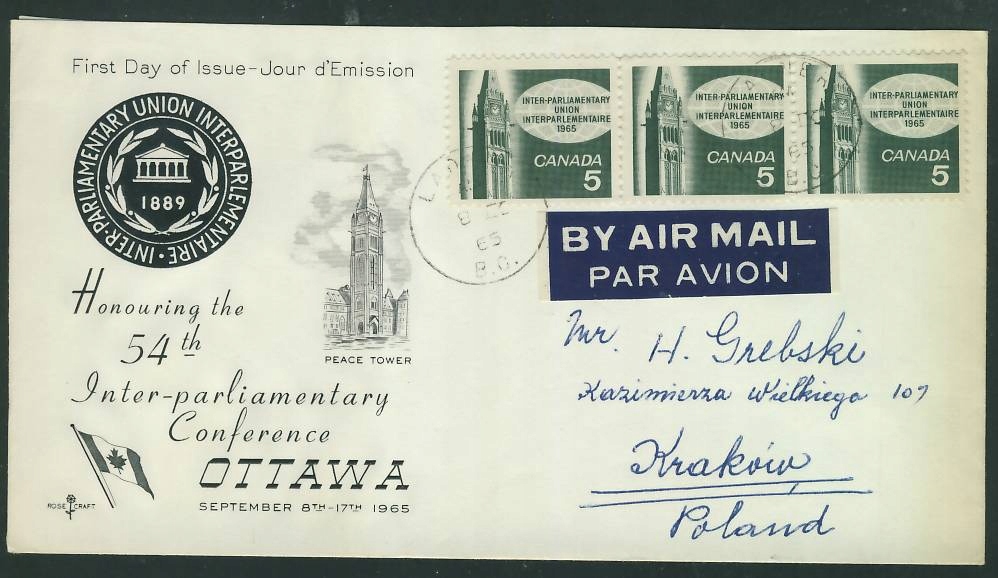 First Day of Issue-Jour d'Emission
INTER-PARLIAMENTARY UNION INTERPARLEMENTAIRE •
1889
Honouring the
54th
Inter-parliamentary
Conference
OTTAWA
SEPTEMBER 8TH-17TH 1965
ROSE CRAFT
PEACE TOWER
INTER-PARLIAMENTARY
UNION
INTERPARLEMENTAIRE
1965
CANADA
5
INTER-PARLIAMENTARY
UNION
INTERPARLEMENTAIRE
1965
CANADA
5
INTER-PARLIAMENTARY
UNION
INTERPARLEMENTAIRE
1965
CANADA
5
65
B.C.
BY AIR MAIL
PAR AVION
Mr. H. Grebski
Kazimierza Wielkiego 107
Kraków
Poland